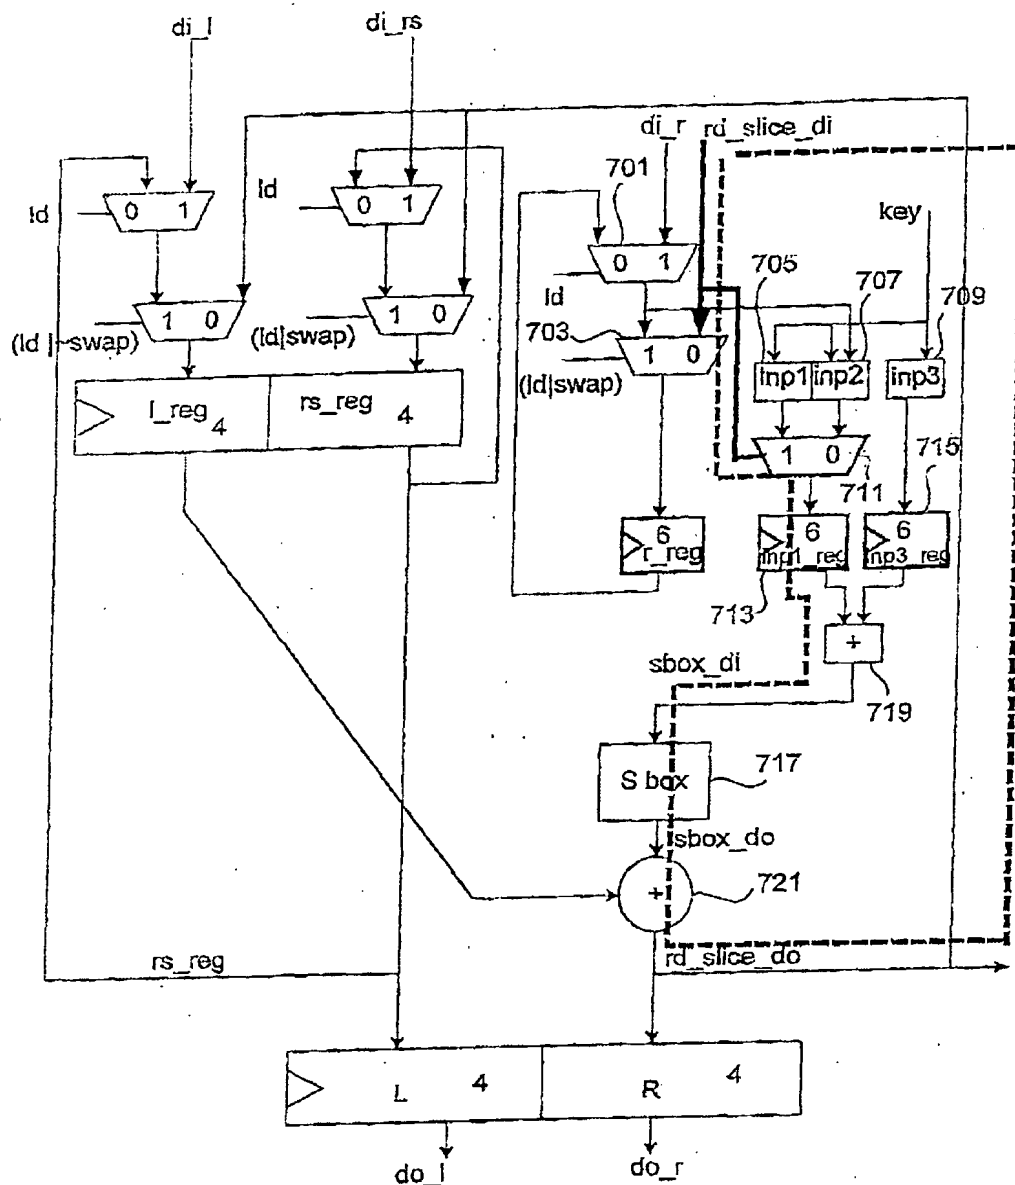 di_l
di_rs
di_r
rd_slice_di
701
key
ld
0 1
ld
0 1
0 1
ld
705
707
709
703
1 0
(ld | ~swap)
1 0
(ld|swap)
1 0
(ld|swap)
inp1
inp2
inp3
l_reg 4
rs_reg 4
1 0
711
715
6
r_reg
6
inp1_reg
6
inp3_reg
713
+
719
sbox_di
S box
717
sbox_do
+
721
rs_reg
rd_slice_do
L 4
R 4
do_l
do_r